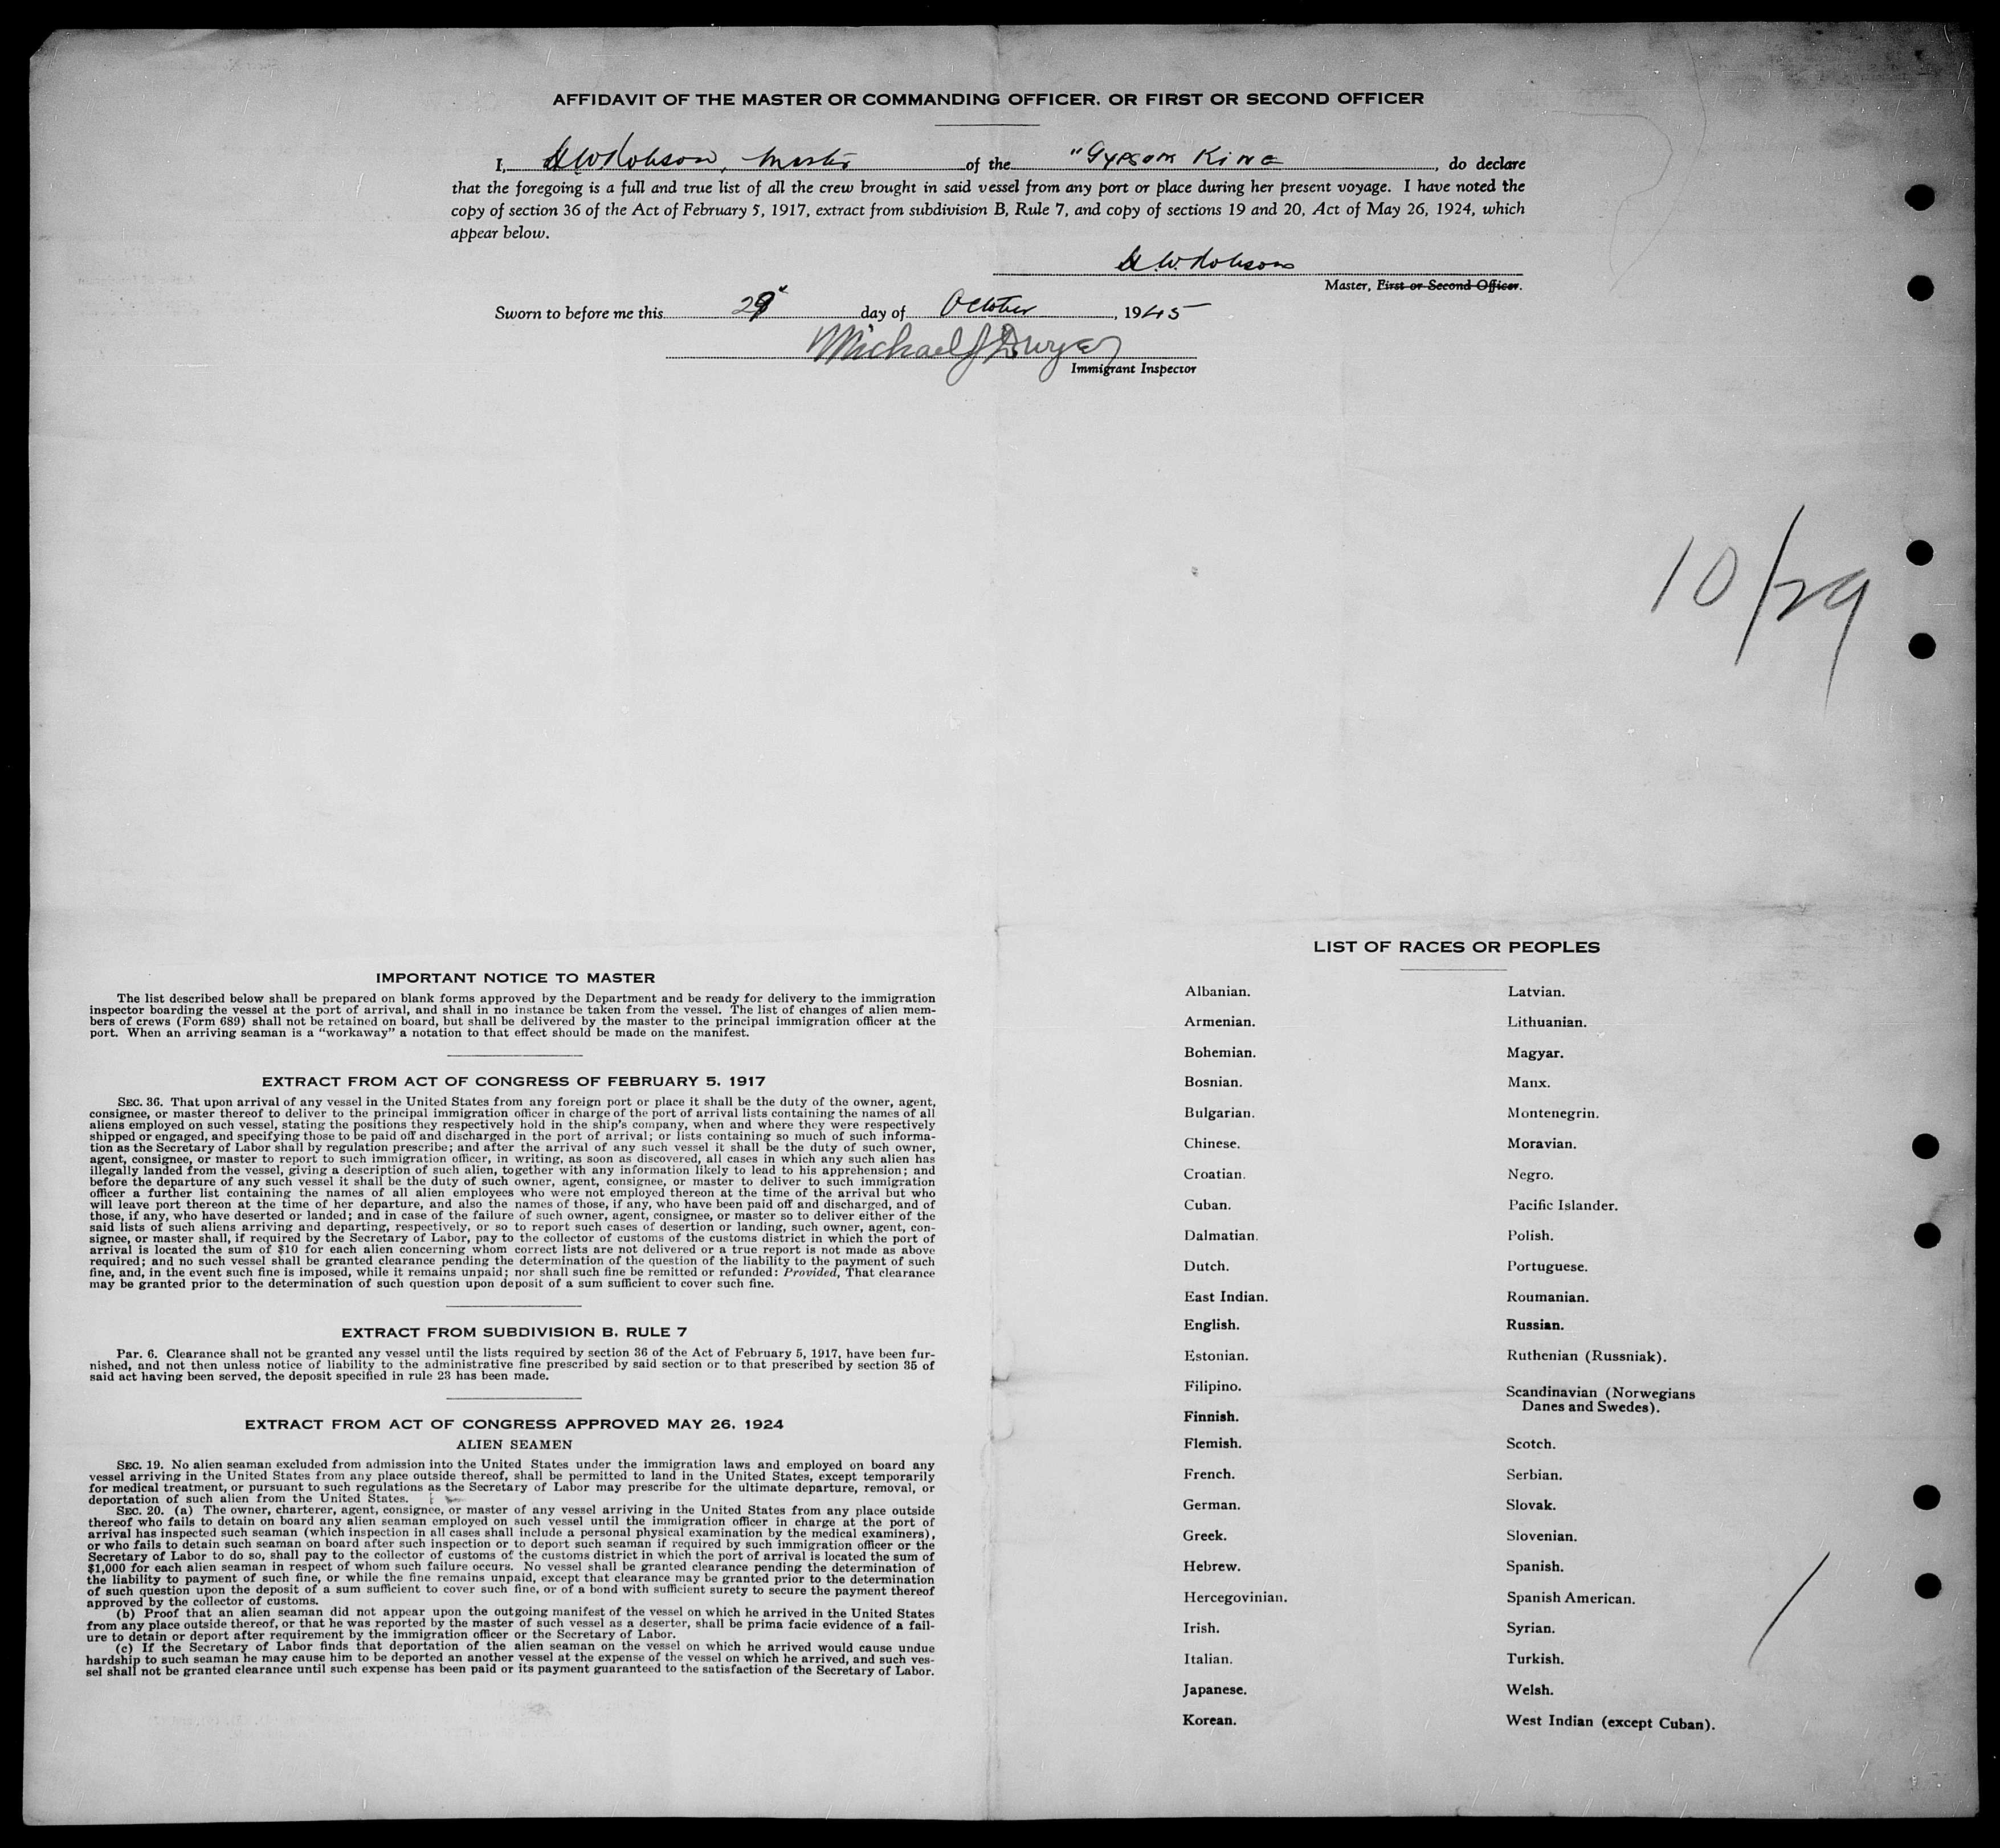 AFFIDAVIT OF THE MASTER OR COMMANDING OFFICER, OR FIRST OR SECOND OFFICER
I, H W Robson, Master of the "Gypsum King, do declare
that the foregoing is a full and true list of all the crew brought in said vessel from any port or place during her present voyage. I have noted the
copy of section 36 of the Act of February 5, 1917, extract from subdivision B, Rule 7, and copy of sections 19 and 20, Act of May 26, 1924, which
appear below.
H.W. Robson
Master, First or Second Officer.
Sworn to before me this 29" day of October, 1945
Michael J Dwyer
Immigrant Inspector
10/29
IMPORTANT NOTICE TO MASTER
The list described below shall be prepared on blank forms approved by the Department and be ready for delivery to the immigration
inspector boarding the vessel at the port of arrival, and shall in no instance be taken from the vessel. The list of changes of alien mem-
bers of crews (Form 689) shall not be retained on board, but shall be delivered by the master to the principal immigration officer at the
port. When an arriving seaman is a "workaway" a notation to that effect should be made on the manifest.
EXTRACT FROM ACT OF CONGRESS OF FEBRUARY 5, 1917
SEC. 36. That upon arrival of any vessel in the United States from any foreign port or place it shall be the duty of the owner, agent,
consignee, or master thereof to deliver to the principal immigration officer in charge of the port of arrival lists containing the names of all
aliens employed on such vessel, stating the positions they respectively hold in the ship's company, when and where they were respectively
shipped or engaged, and specifying those to be paid off and discharged in the port of arrival; or lists containing so much of such informa-
tion as the Secretary of Labor shall by regulation prescribe; and after the arrival of any such vessel it shall be the duty of such owner,
agent, consignee, or master to report to such immigration officer, in writing, as soon as discovered, all cases in which any such alien has
illegally landed from the vessel, giving a description of such alien, together with any information likely to lead to his apprehension; and
before the departure of any such vessel it shall be the duty of such owner, agent, consignee, or master to deliver to such immigration
officer a further list containing the names of all alien employees who were not employed thereon at the time of the arrival but who
will leave port thereon at the time of her departure, and also the names of those, if any, who have been paid off and discharged, and of
those, if any, who have deserted or landed; and in case of the failure of such owner, agent, consignee, or master so to deliver either of the
said lists of such aliens arriving and departing, respectively, or so to report such cases of desertion or landing, such owner, agent, con-
signee, or master shall, if required by the Secretary of Labor, pay to the collector of customs of the customs district in which the port of
arrival is located the sum of $10 for each alien concerning whom correct lists are not delivered or a true report is not made as above
required; and no such vessel shall be granted clearance pending the determination of the question of the liability to the payment of such
fine, and, in the event such fine is imposed, while it remains unpaid; nor shall such fine be remitted or refunded: Provided, That clearance
may be granted prior to the determination of such question upon deposit of a sum sufficient to cover such fine.
EXTRACT FROM SUBDIVISION B, RULE 7
Par. 6. Clearance shall not be granted any vessel until the lists required by section 36 of the Act of February 5, 1917, have been fur-
nished, and not then unless notice of liability to the administrative fine prescribed by said section or to that prescribed by section 35 of
said act having been served, the deposit specified in rule 23 has been made.
EXTRACT FROM ACT OF CONGRESS APPROVED MAY 26, 1924
ALIEN SEAMEN
SEC. 19. No alien seaman excluded from admission into the United States under the immigration laws and employed on board any
vessel arriving in the United States from any place outside thereof, shall be permitted to land in the United States, except temporarily
for medical treatment, or pursuant to such regulations as the Secretary of Labor may prescribe for the ultimate departure, removal, or
deportation of such alien from the United States.
SEC. 20. (a) The owner, charterer, agent, consignee, or master of any vessel arriving in the United States from any place outside
thereof who fails to detain on board any alien seaman employed on such vessel until the immigration officer in charge at the port of
arrival has inspected such seaman (which inspection in all cases shall include a personal physical examination by the medical examiners),
or who fails to detain such seaman on board after such inspection or to deport such seaman if required by such immigration officer or the
Secretary of Labor to do so, shall pay to the collector of customs of the customs district in which the port of arrival is located the sum of
$1,000 for each alien seaman in respect of whom such failure occurs. No vessel shall be granted clearance pending the determination of
the liability to payment of such fine, or while the fine remains unpaid, except that clearance may be granted prior to the determination
of such question upon the deposit of a sum sufficient to cover such fine, or of a bond with sufficient surety to secure the payment thereof
approved by the collector of customs.
(b) Proof that an alien seaman did not appear upon the outgoing manifest of the vessel on which he arrived in the United States
from any place outside thereof, or that he was reported by the master of such vessel as a deserter, shall be prima facie evidence of a fail-
ure to detain or deport after requirement by the immigration officer or the Secretary of Labor.
(c) If the Secretary of Labor finds that deportation of the alien seaman on the vessel on which he arrived would cause undue
hardship to such seaman he may cause him to be deported an another vessel at the expense of the vessel on which he arrived, and such ves-
sel shall not be granted clearance until such expense has been paid or its payment guaranteed to the satisfaction of the Secretary of Labor.
LIST OF RACES OR PEOPLES
Albanian.
Armenian.
Bohemian.
Bosnian.
Bulgarian.
Chinese.
Croatian.
Cuban.
Dalmatian.
Dutch.
East Indian.
English.
Estonian.
Filipino.
Finnish.
Flemish.
French.
German.
Greek.
Hebrew.
Hercegovinian.
Irish.
Italian.
Japanese.
Korean.
Latvian.
Lithuanian.
Magyar.
Manx.
Montenegrin.
Moravian.
Negro.
Pacific Islander.
Polish.
Portuguese.
Roumanian.
Russian.
Ruthenian (Russniak).
Scandinavian (Norwegians
Danes and Swedes).
Scotch.
Serbian.
Slovak.
Slovenian.
Spanish.
Spanish American.
Syrian.
Turkish.
Welsh.
West Indian (except Cuban).